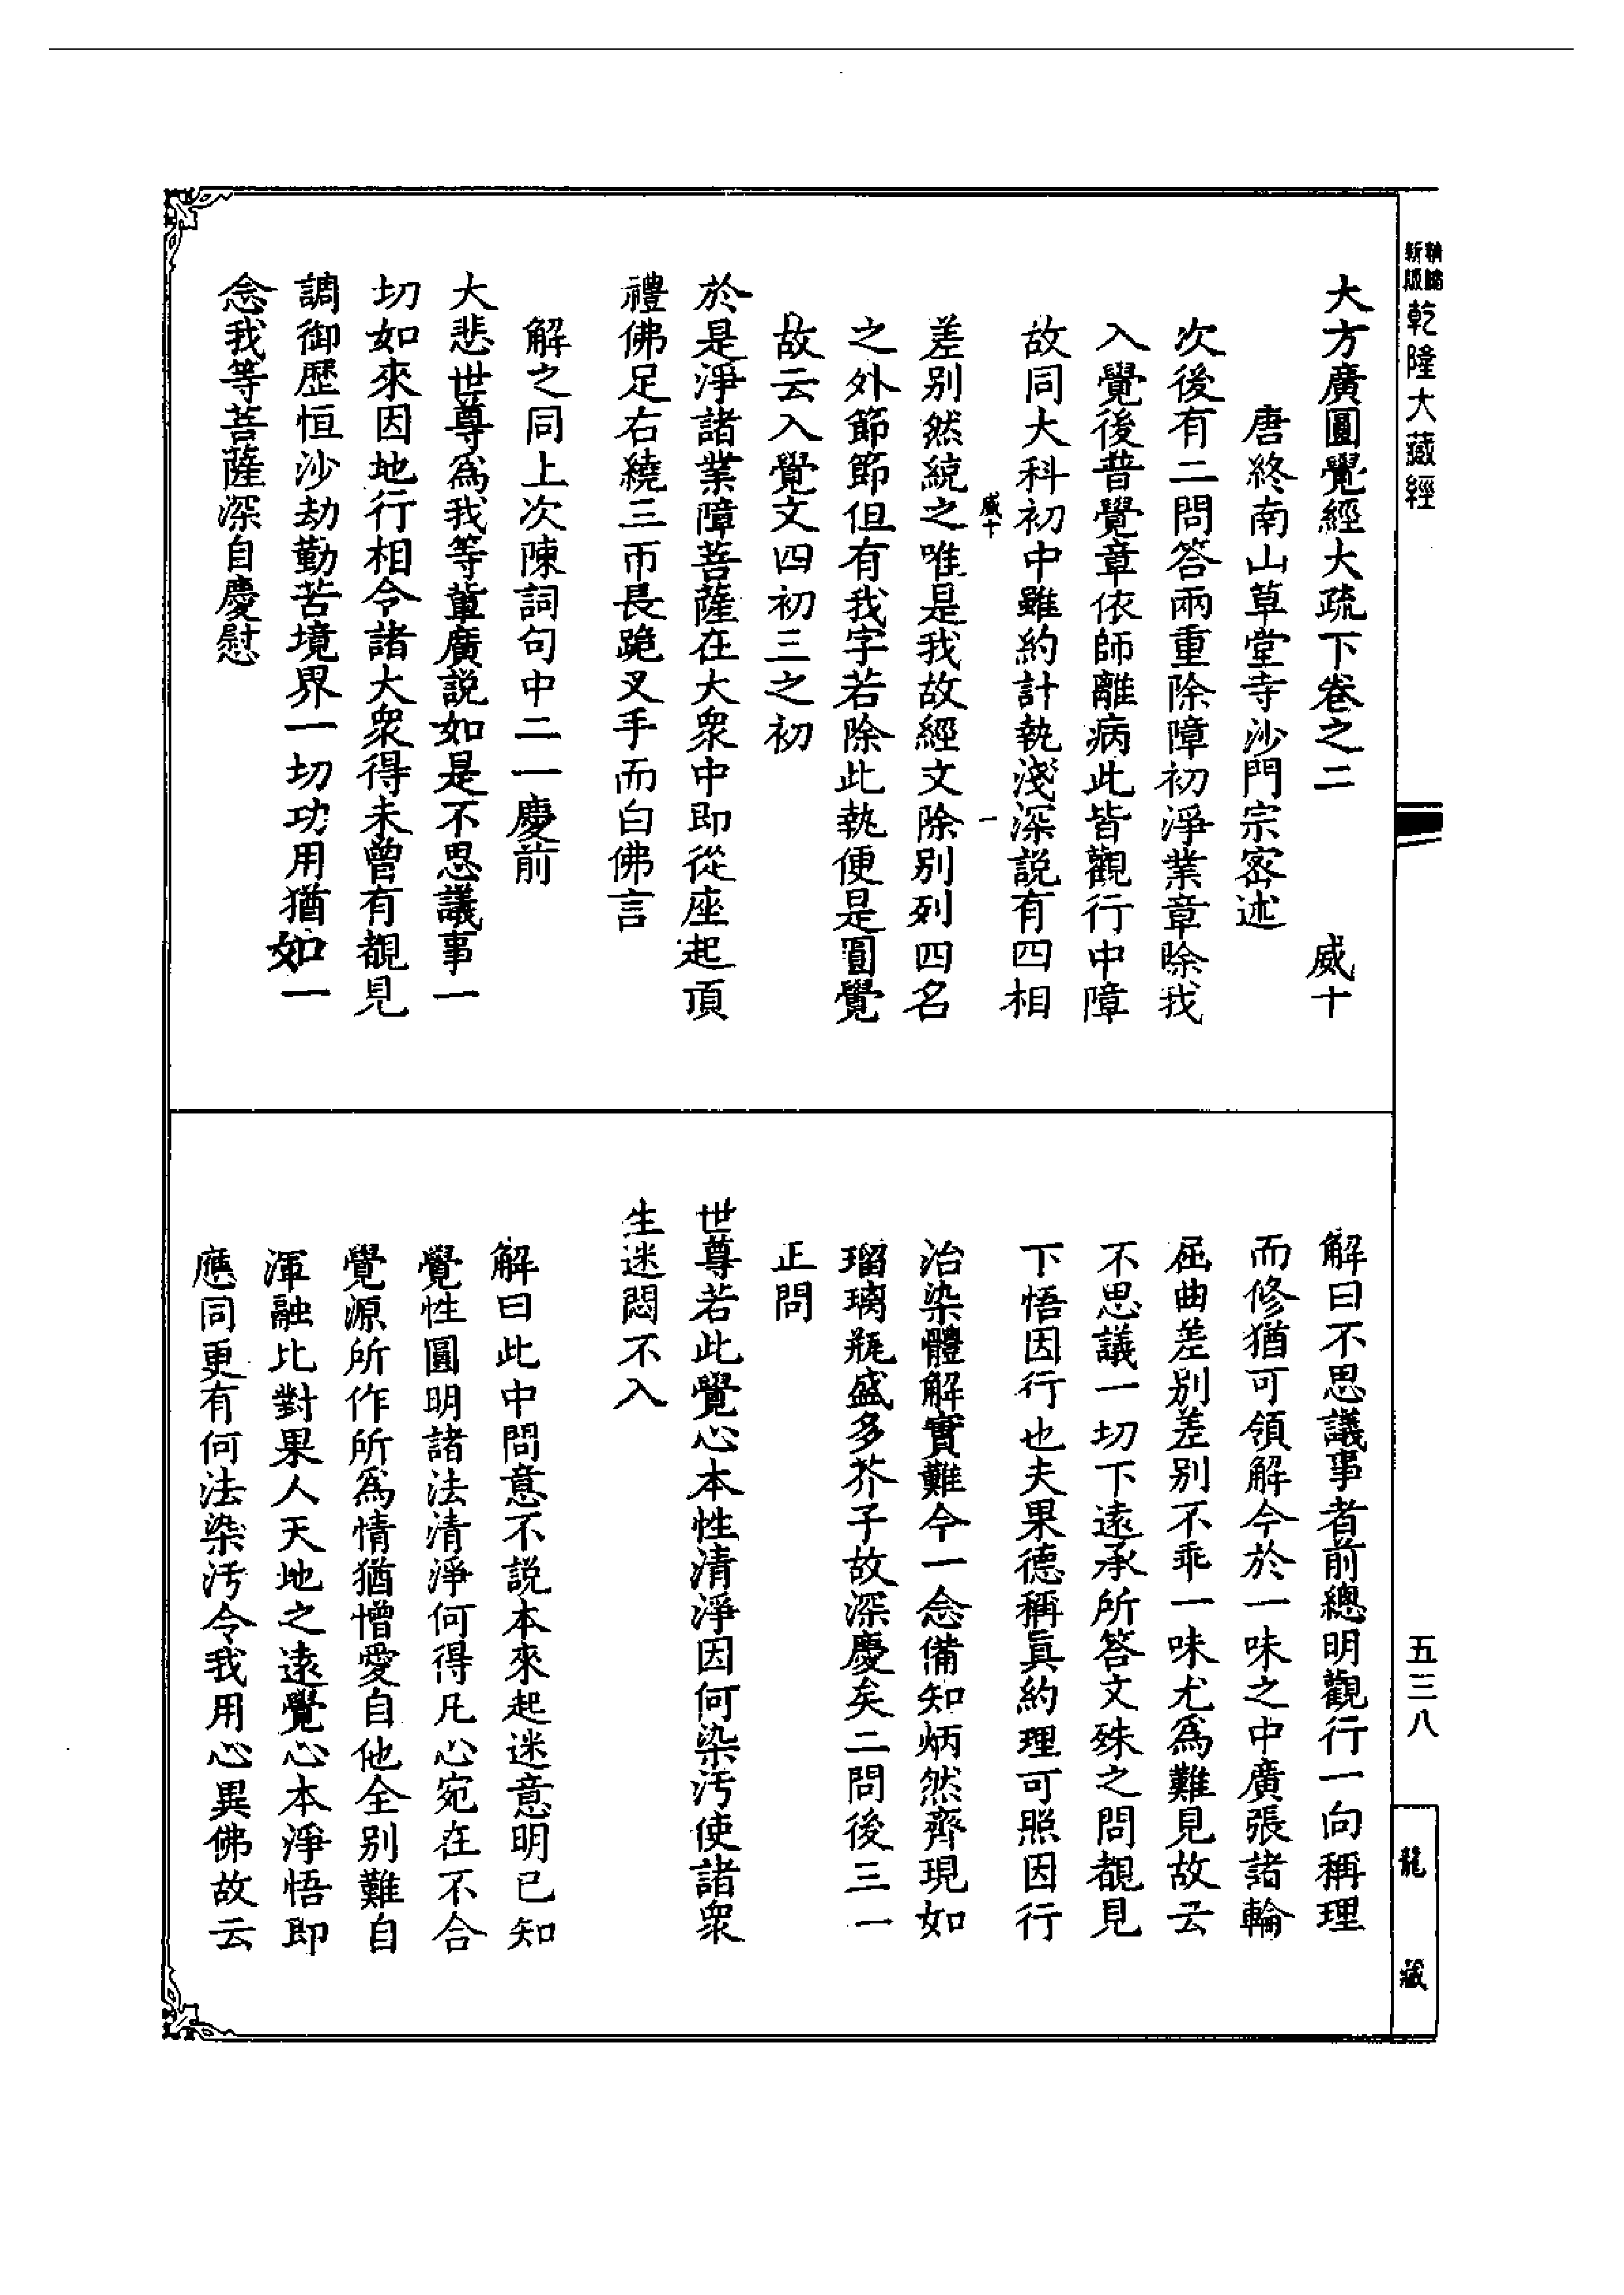 大方廣圓覺經大疏下卷之二　威十
唐終南山草堂寺沙門宗密述
次後有二問答兩重除障初淨業章除我
入覺後普覺章依師離病此皆觀行中障
故同大科初中雖約計執淺深說有四相
威十
一
差別然統之唯是我故經文除別列四名
之外節節但有我字若除此執便是圓覺
故云入覺文四初三之初
於是淨諸業障菩薩在大衆中即從座起頂
禮佛足右繞三帀長跪叉手而白佛言
解之同上次陳詞句中二一慶前
大悲世尊為我等輩廣說如是不思議事一
切如來因地行相令諸大衆得未曾有覩見
調御歷恒沙劫勤苦境界一切功用猶如一
念我等菩薩深自慶慰
解曰不思議事者前總明觀行一向稱理
而修猶可領解今於一味之中廣張諸輪
屈曲差別差別不乖一味尤為難見故云
不思議一切下遠承所答文殊之問覩見
下悟因行也夫果德稱眞約理可照因行
治染體解實難今一念備知炳然齊現如
瑠璃瓶盛多芥子故深慶矣二問後三一
正問
世尊若此覺心本性清淨因何染汚使諸衆
生迷悶不入
解曰此中問意不說本來起迷意明已知
覺性圓明諸法清淨何得凡心宛在不合
覺源所作所為情猶憎愛自他全別難自
渾融比對果人天地之遠覺心本淨悟即
應同更有何法染汚令我用心異佛故云
新版
乾隆大藏經
五三八
龍藏